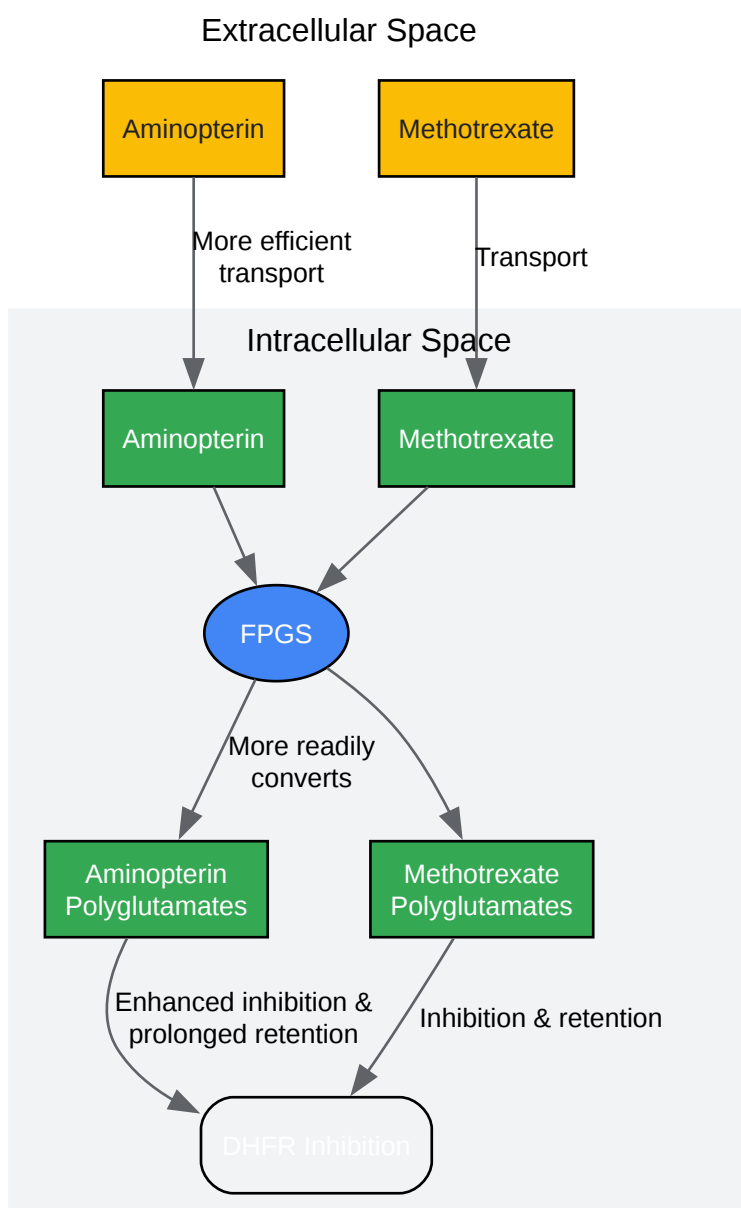 Extracellular Space
Aminopterin
Methotrexate
More efficient
transport
Transport
Intracellular Space
Aminopterin
Methotrexate
FPGS
More readily
converts
Aminopterin
Polyglutamates
Methotrexate
Polyglutamates
Enhanced inhibition &
prolonged retention
Inhibition & retention
DHFR Inhibition